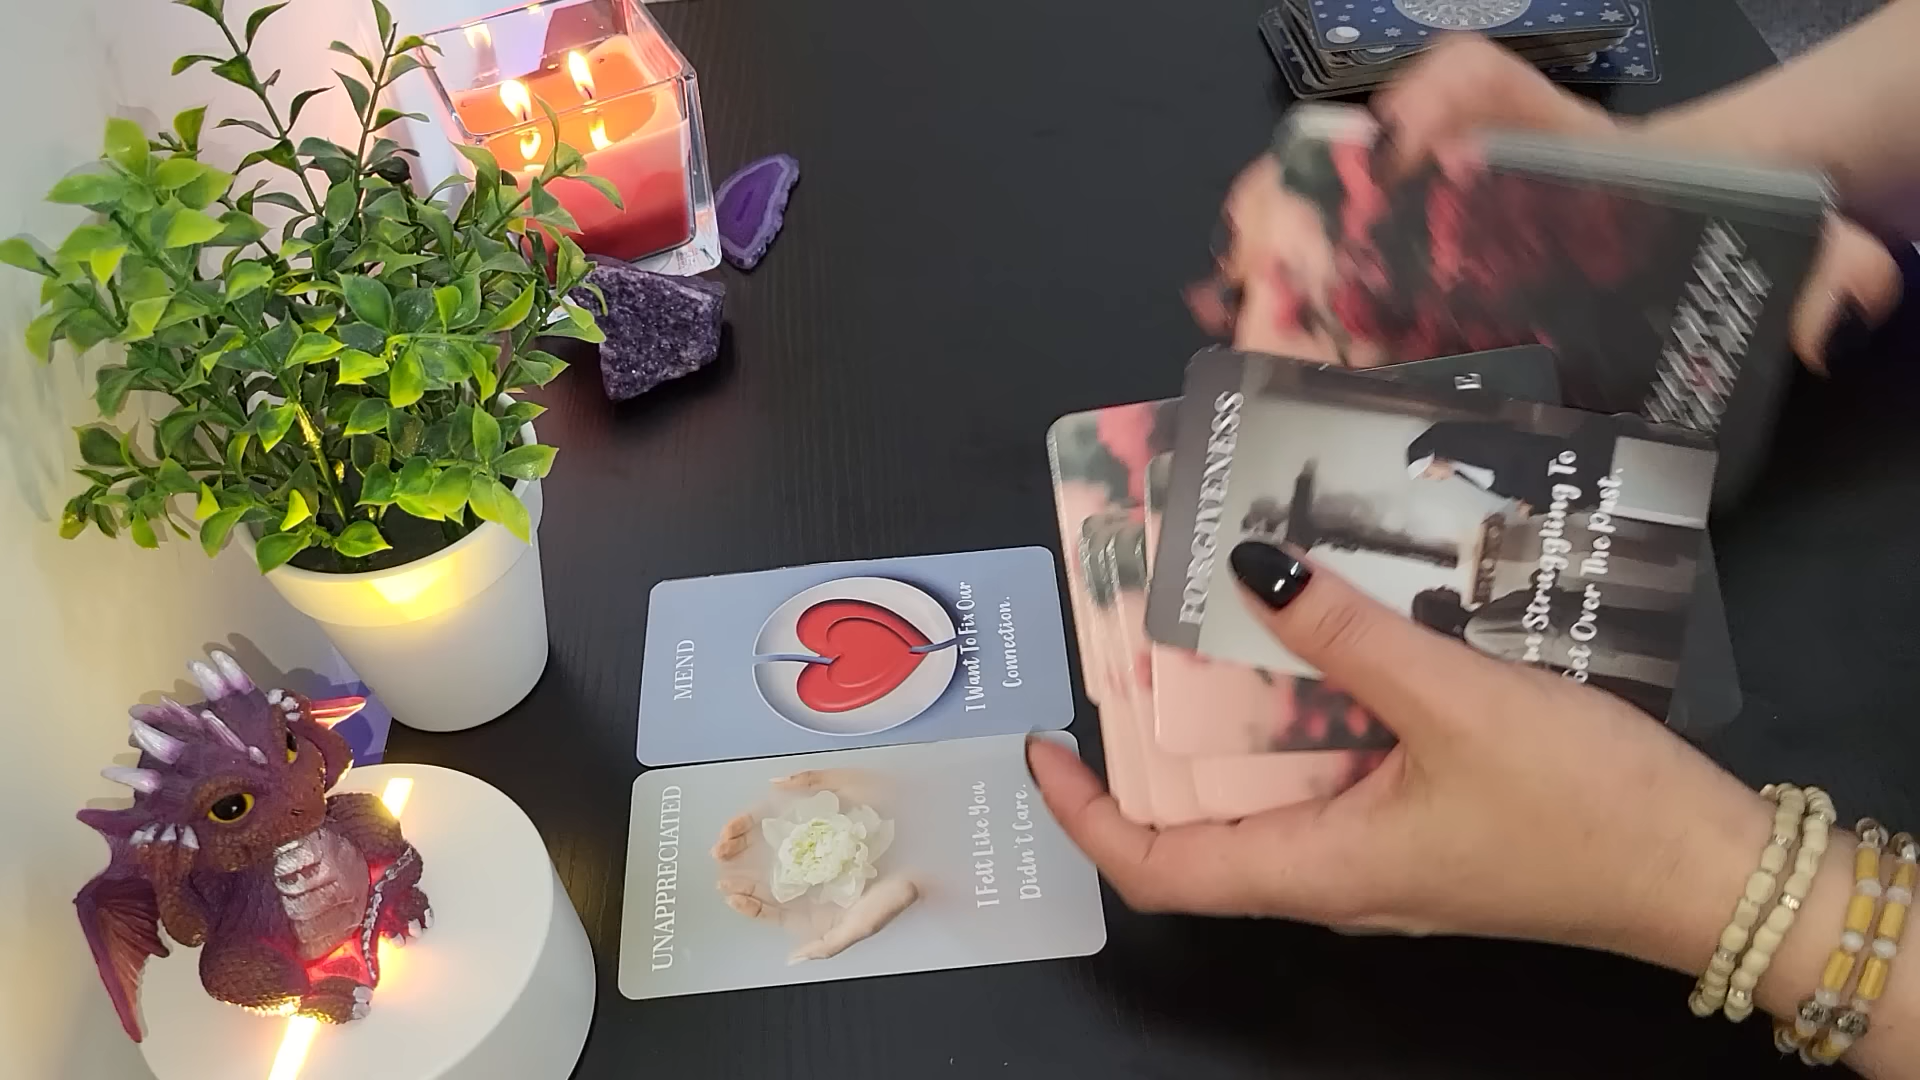 MEND
I Want To Fix Our
Connection.
UNAPPRECIATED
I Felt Like You
Didn't Care.
FORGIVENESS
Struggling To
Get Over The Past.